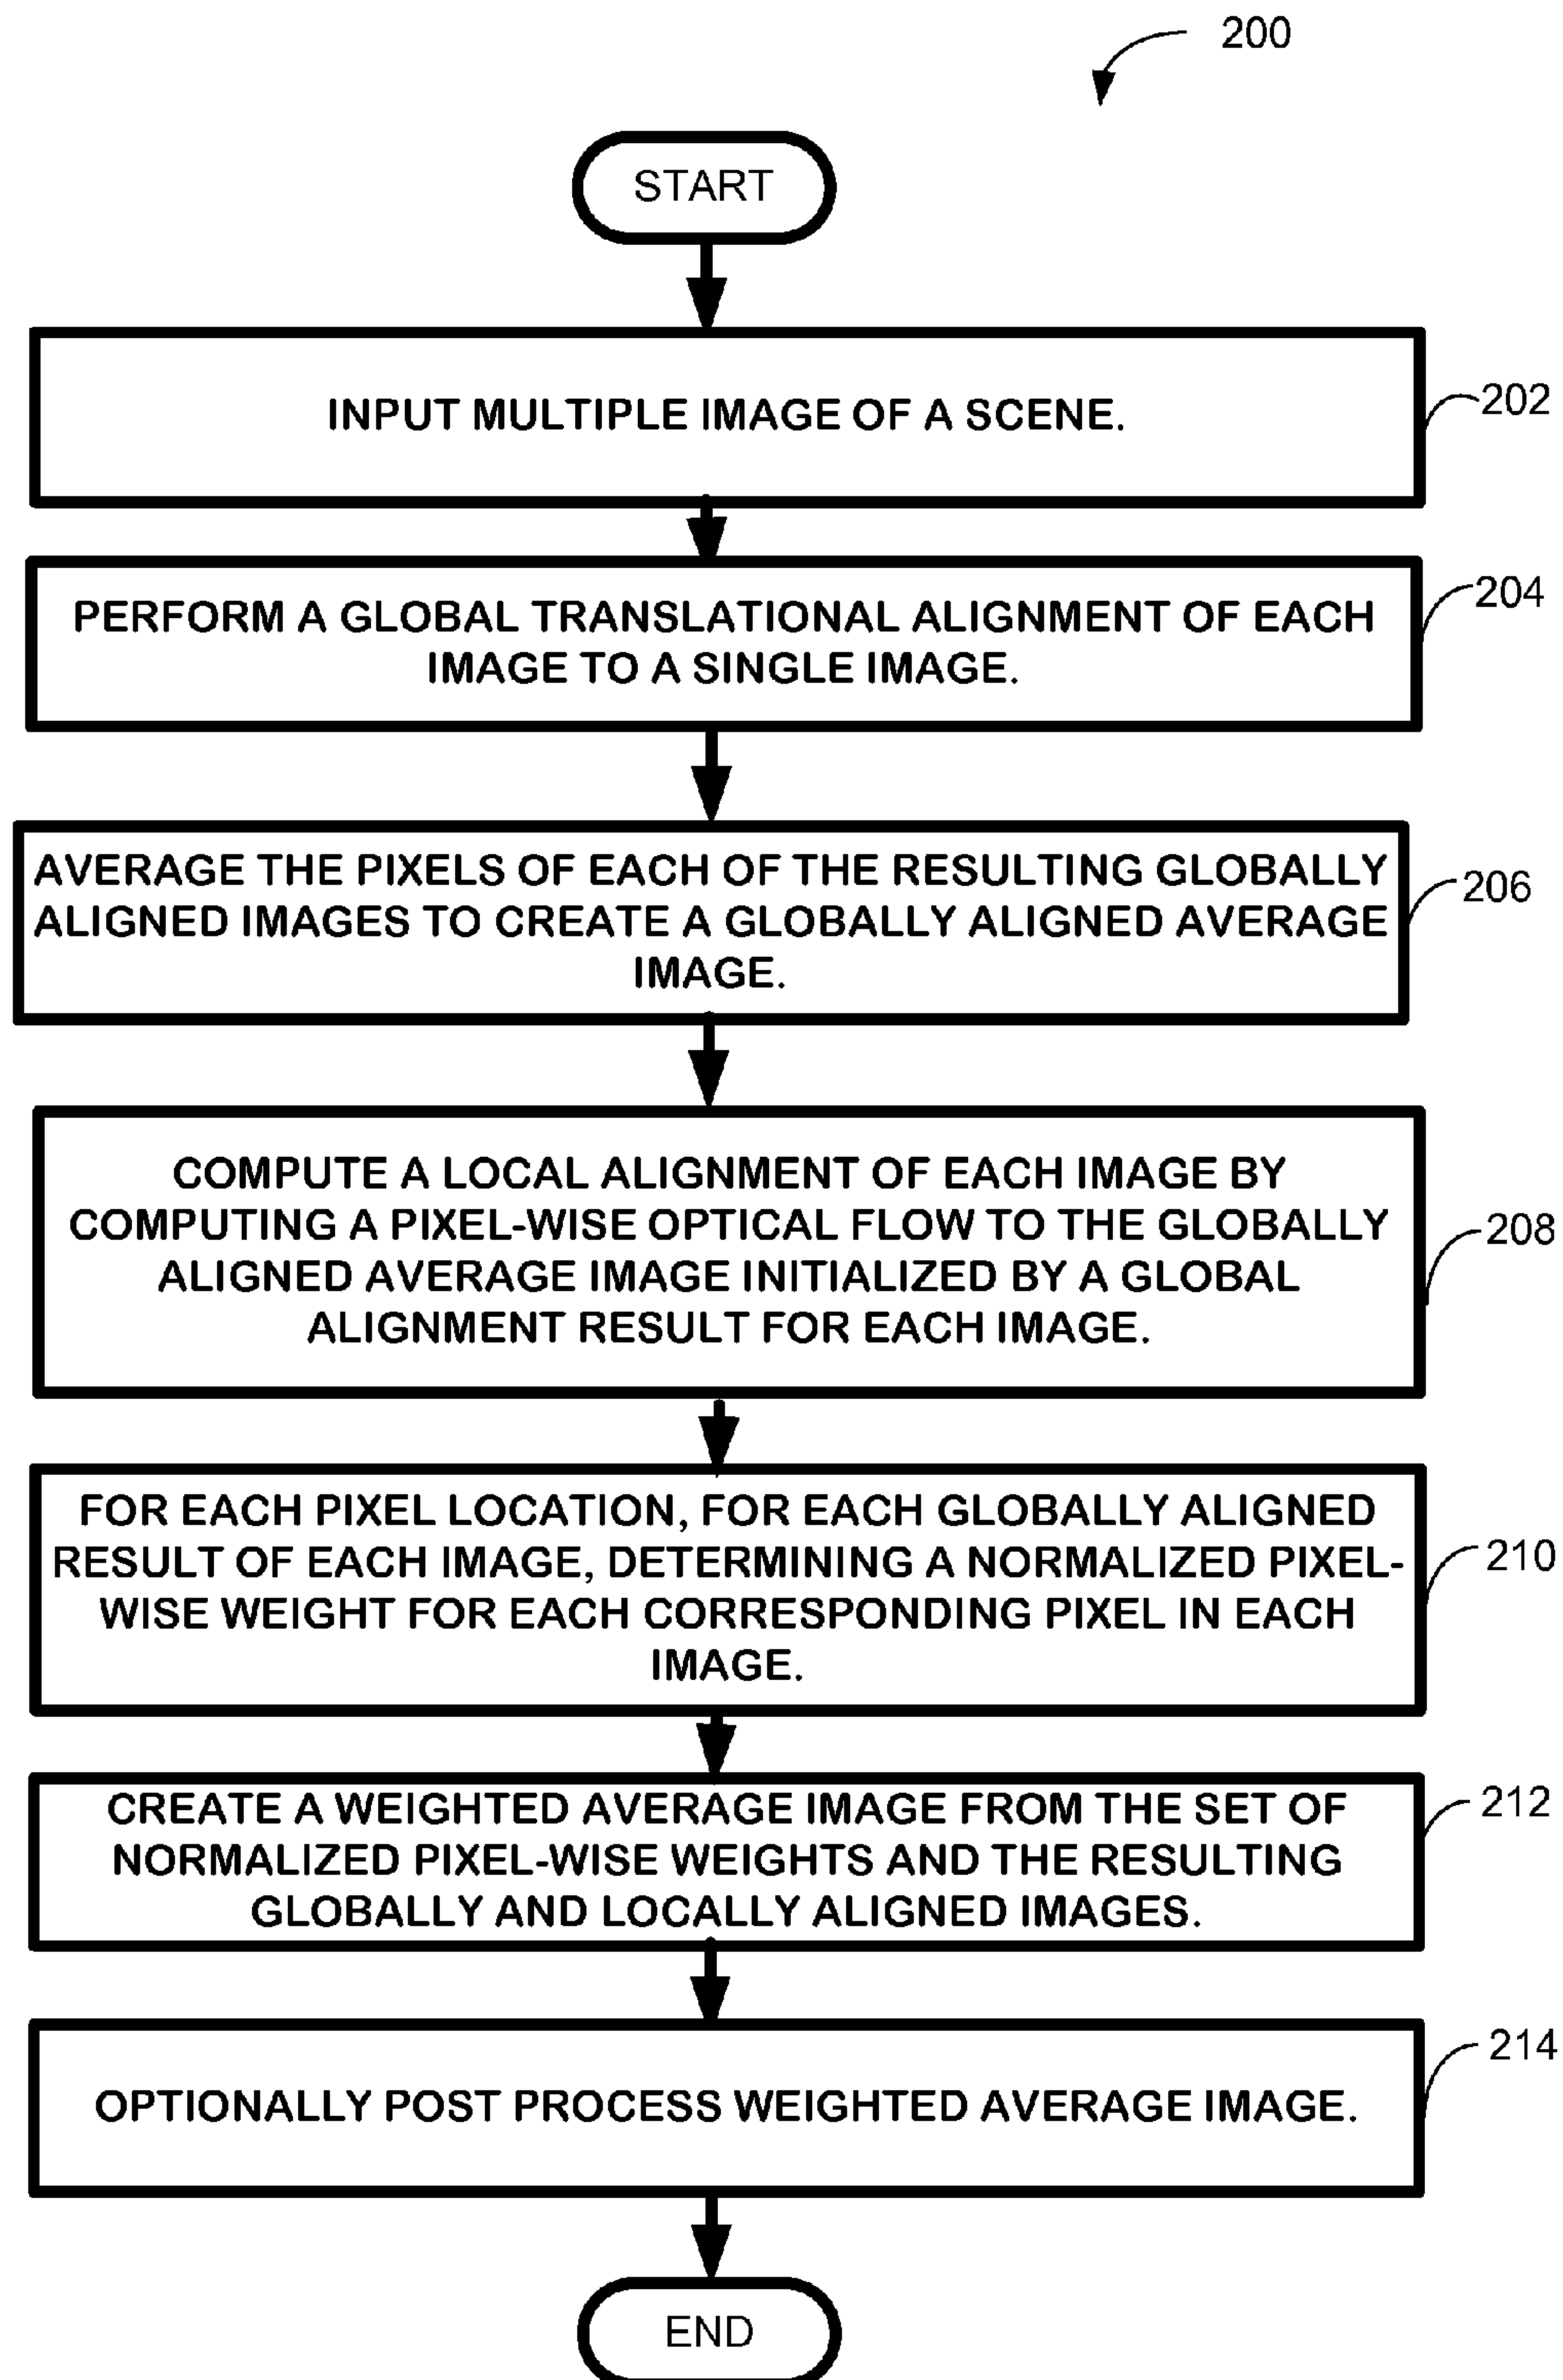 200
START
INPUT MULTIPLE IMAGE OF A SCENE.
202
PERFORM A GLOBAL TRANSLATIONAL ALIGNMENT OF EACH
IMAGE TO A SINGLE IMAGE.
204
AVERAGE THE PIXELS OF EACH OF THE RESULTING GLOBALLY
ALIGNED IMAGES TO CREATE A GLOBALLY ALIGNED AVERAGE
IMAGE.
206
COMPUTE A LOCAL ALIGNMENT OF EACH IMAGE BY
COMPUTING A PIXEL-WISE OPTICAL FLOW TO THE GLOBALLY
ALIGNED AVERAGE IMAGE INITIALIZED BY A GLOBAL
ALIGNMENT RESULT FOR EACH IMAGE.
208
FOR EACH PIXEL LOCATION, FOR EACH GLOBALLY ALIGNED
RESULT OF EACH IMAGE, DETERMINING A NORMALIZED PIXEL-
WISE WEIGHT FOR EACH CORRESPONDING PIXEL IN EACH
IMAGE.
210
CREATE A WEIGHTED AVERAGE IMAGE FROM THE SET OF
NORMALIZED PIXEL-WISE WEIGHTS AND THE RESULTING
GLOBALLY AND LOCALLY ALIGNED IMAGES.
212
OPTIONALLY POST PROCESS WEIGHTED AVERAGE IMAGE.
214
END